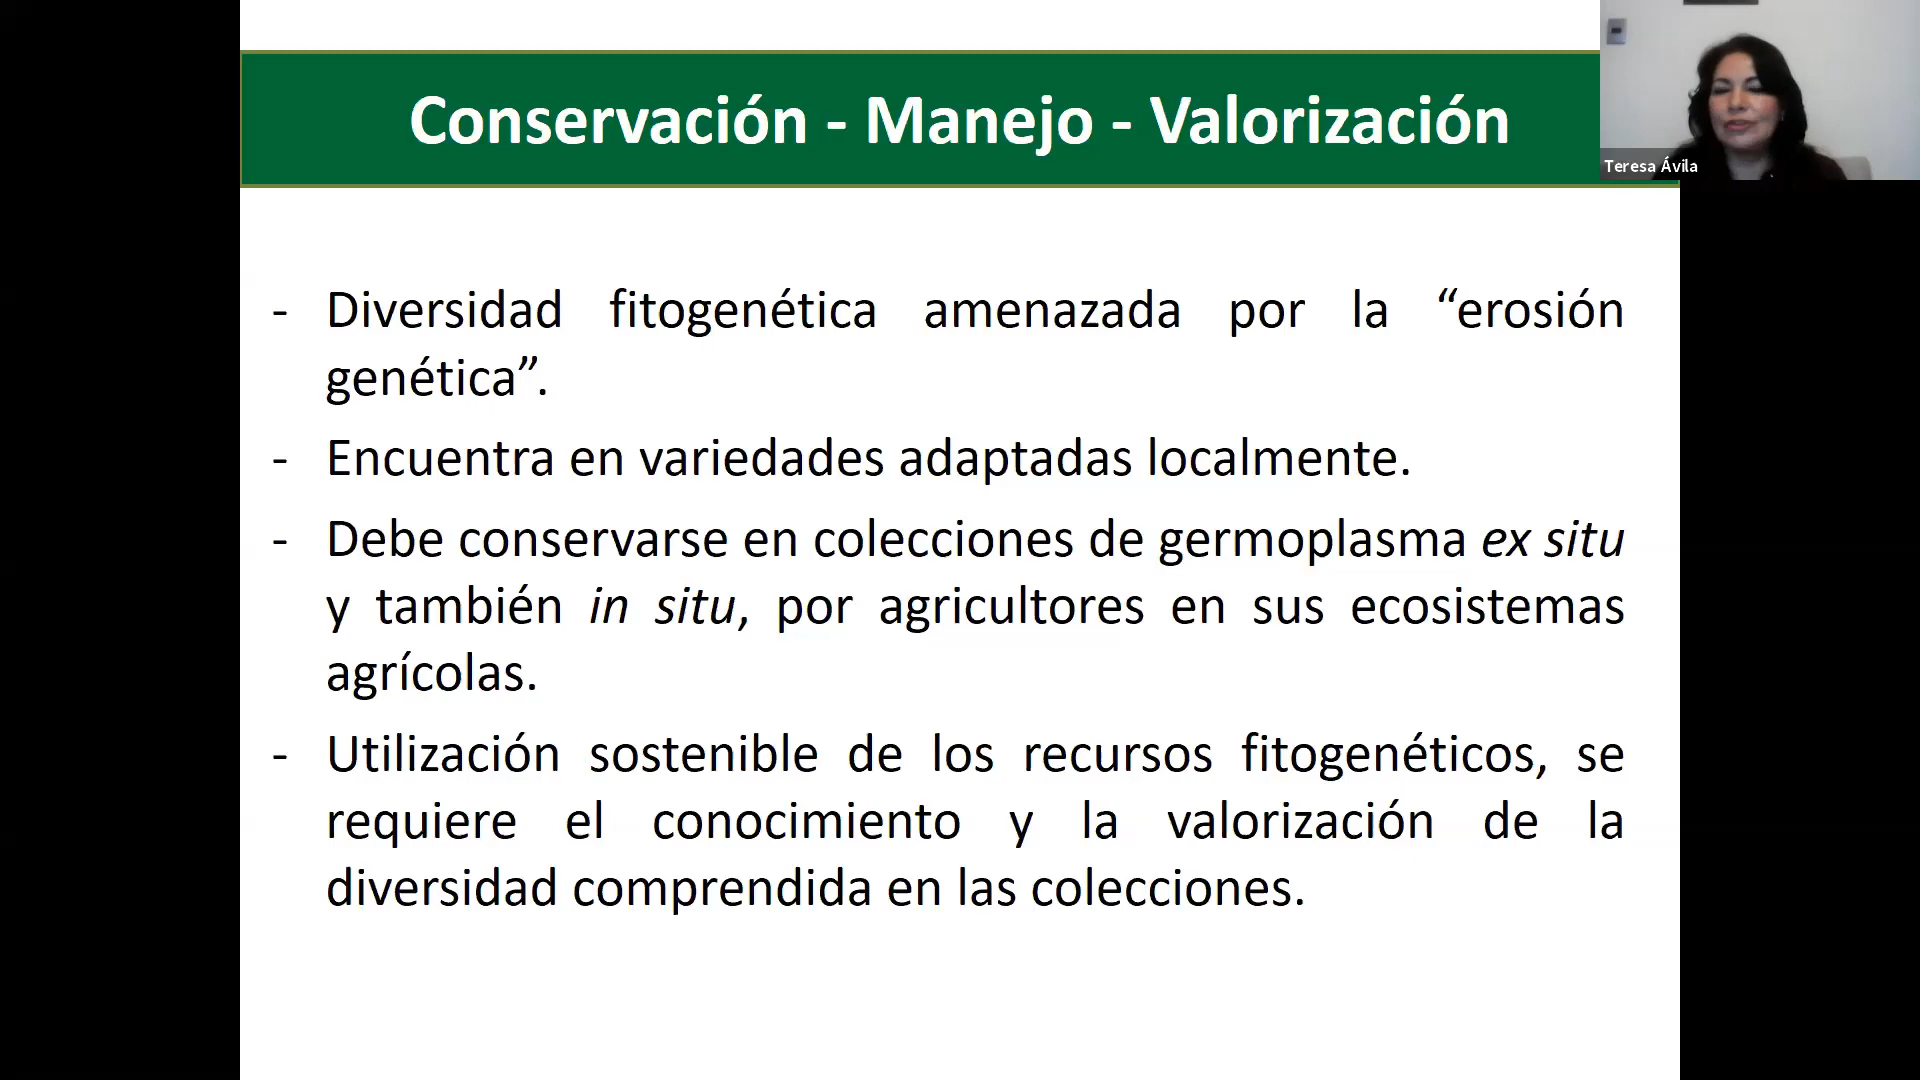 Conservación - Manejo - Valorización
Teresa Ávila
- Diversidad fitogenética amenazada por la “erosión
genética”.
- Encuentra en variedades adaptadas localmente.
- Debe conservarse en colecciones de germoplasma ex situ
y también in situ, por agricultores en sus ecosistemas
agrícolas.
- Utilización sostenible de los recursos fitogenéticos, se
requiere el conocimiento y la valorización de la
diversidad comprendida en las colecciones.